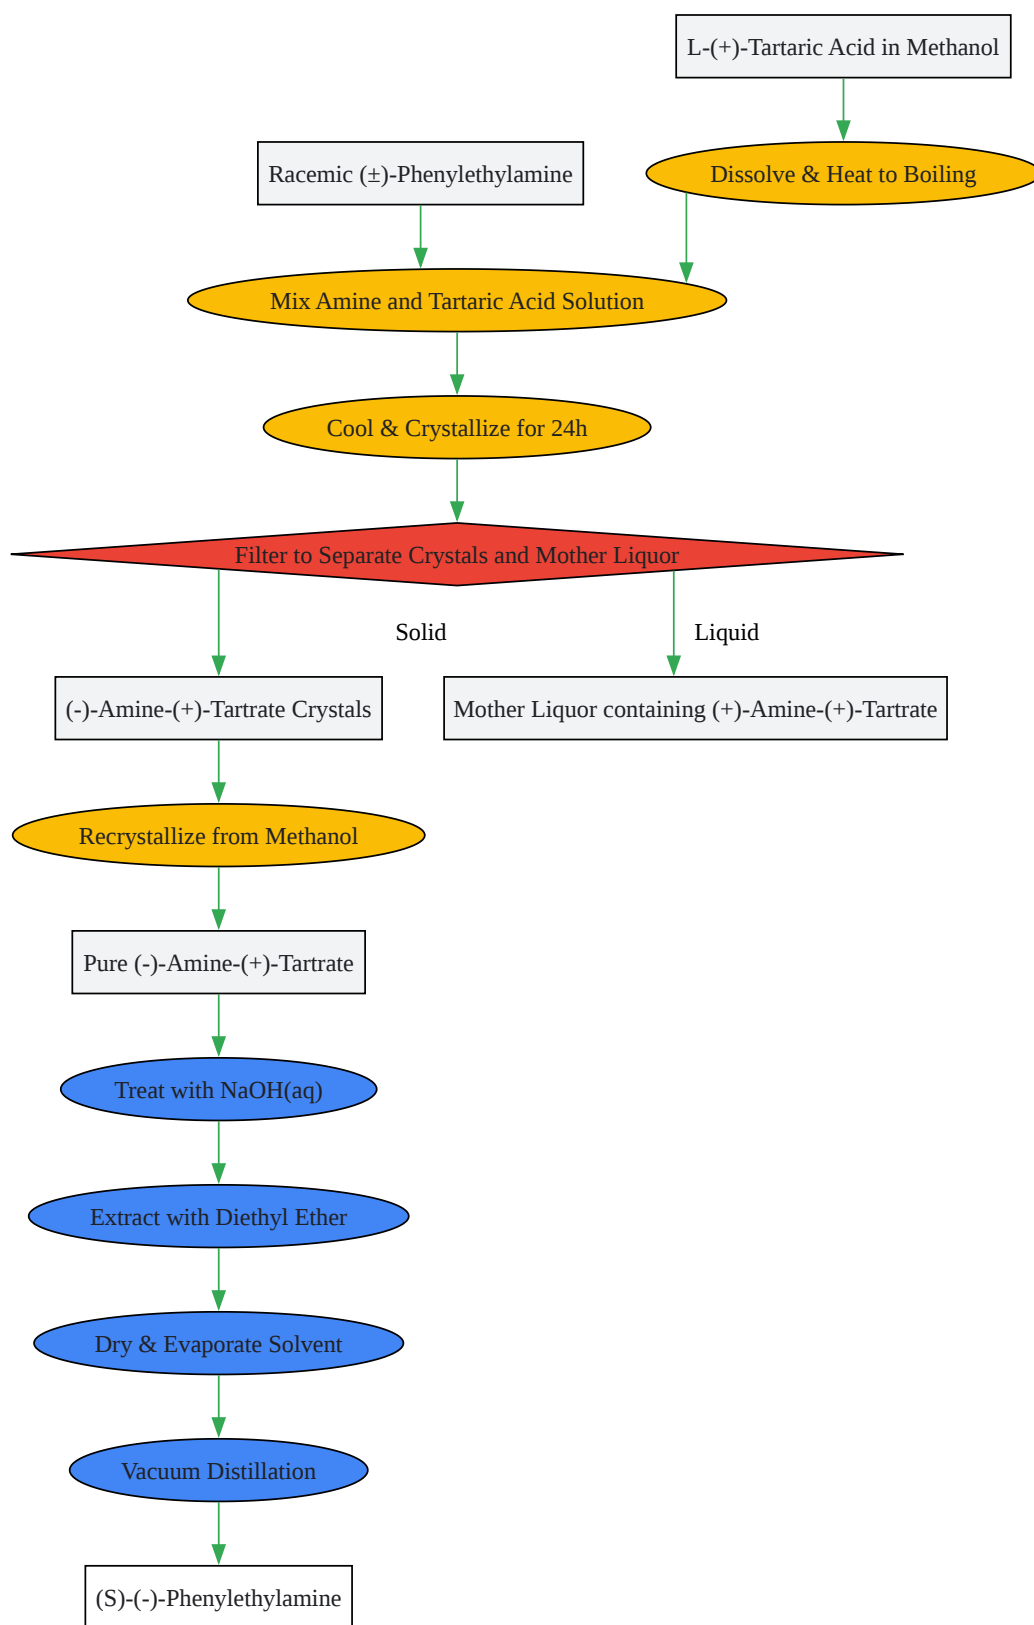 L-(+)-Tartaric Acid in Methanol
Racemic (±)-Phenylethylamine
Dissolve & Heat to Boiling
Mix Amine and Tartaric Acid Solution
Cool & Crystallize for 24h
Filter to Separate Crystals and Mother Liquor
Solid
Liquid
(-)-Amine-(+)-Tartrate Crystals
Mother Liquor containing (+)-Amine-(+)-Tartrate
Recrystallize from Methanol
Pure (-)-Amine-(+)-Tartrate
Treat with NaOH(aq)
Extract with Diethyl Ether
Dry & Evaporate Solvent
Vacuum Distillation
(S)-(-)-Phenylethylamine